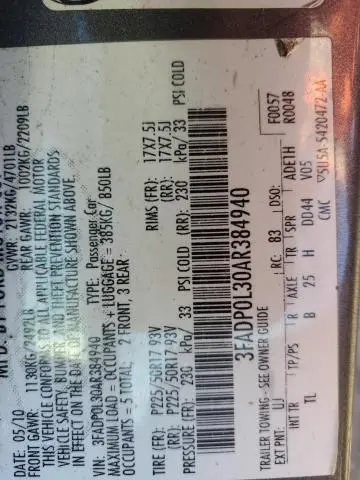 DATE: 05/10
GVWR: 2132KG/4701LB
FRONT GAWR: 1130KG/2492LB
REAR GAWR: 1002KG/2209LB
THIS VEHICLE CONFORMS TO ALL APPLICABLE FEDERAL MOTOR
VEHICLE SAFETY, BUMPER, AND THEFT PREVENTION STANDARDS
IN EFFECT ON THE DATE OF MANUFACTURE SHOWN ABOVE.
VIN: 3FADP0L30AR384940
TYPE: Passenger Car
MAXIMUM LOAD = OCCUPANTS + LUGGAGE = 385KG/ 850LB
OCCUPANTS = 5 TOTAL; 2 FRONT, 3 REAR
TIRE (FR): P225/50R17 93V RIMS (FR): 17X7.5J
(RR): P225/50R17 93V (RR): 17X7.5J
PRESSURE (FR): 230 kPa/ 33 PSI COLD (RR): 230 kPa/ 33 PSI COLD
3FADP0L30AR384940
TRAILER TOWING – SEE OWNER GUIDE F0057
R0048
EXT PNT: UJ RC: 83 DSO:
INT TR TP/PS R AXLE TR SPR ADE1H
TL B 25 H DD44 V05
CMC ▽5U5A-5420472-AA